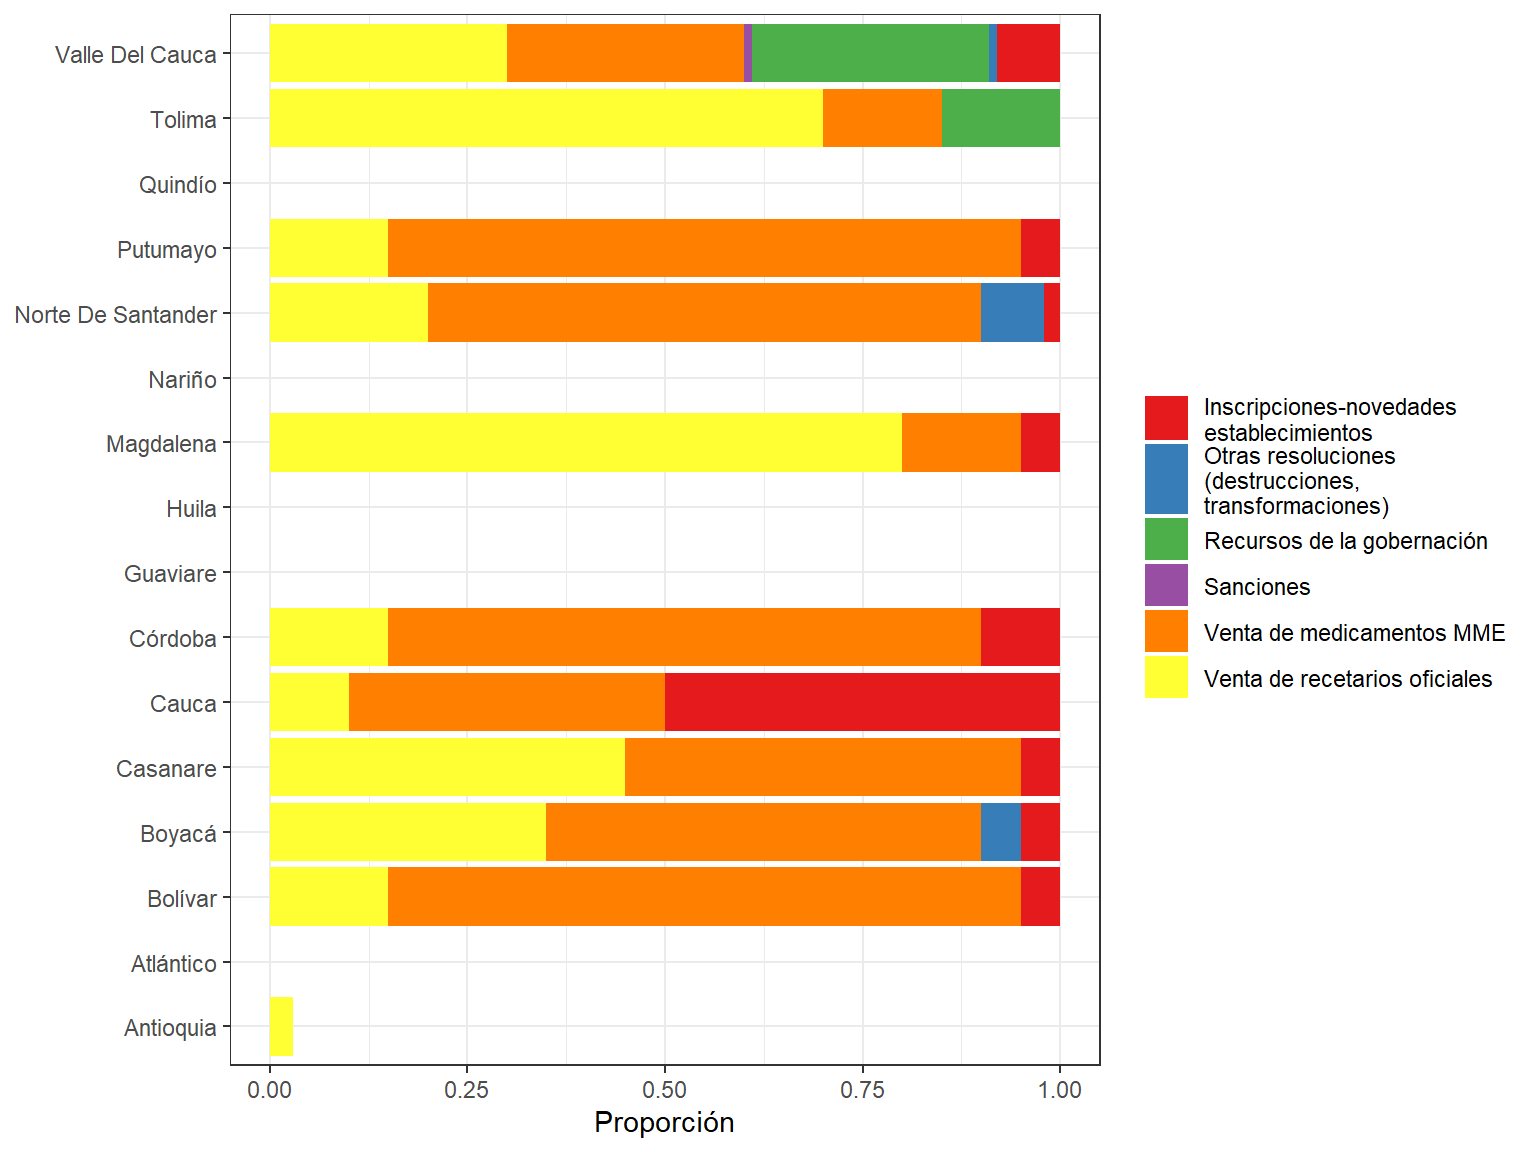 Valle Del Cauca
Tolima
Quindío
Putumayo
Norte De Santander
Nariño
Magdalena
Huila
Guaviare
Córdoba
Cauca
Casanare
Boyacá
Bolívar
Atlántico
Antioquia
0.00 0.25 0.50 0.75 1.00
Proporción
Inscripciones-novedades
establecimientos
Otras resoluciones
(destrucciones,
transformaciones)
Recursos de la gobernación
Sanciones
Venta de medicamentos MME
Venta de recetarios oficiales